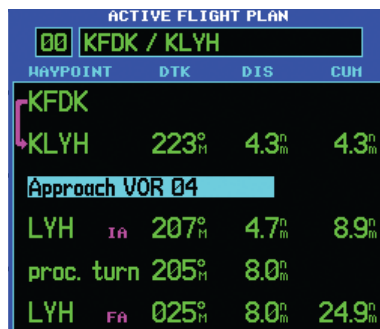 ACTIVE FLIGHT PLAN
00 KFDK / KLYH
WAYPOINT DTK DIS CUM
KFDK
KLYH 223°M 4.3nm 4.3nm
Approach VOR 04
LYH IA 207°M 4.7nm 8.9nm
proc. turn 205°M 8.0nm
LYH FA 025°M 8.0nm 24.9nm